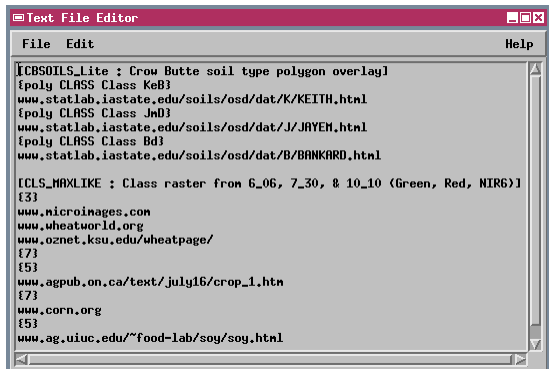 Text File Editor
File Edit Help
[CBSOILS_Lite : Crow Butte soil type polygon overlay]
{poly CLASS Class KeB}
www.statlab.iastate.edu/soils/osd/dat/K/KEITH.html
{poly CLASS Class JmD}
www.statlab.iastate.edu/soils/osd/dat/J/JAYEM.html
{poly CLASS Class Bd}
www.statlab.iastate.edu/soils/osd/dat/B/BANKARD.html
[CLS_MAXLIKE : Class raster from 6_06, 7_30, & 10_10 (Green, Red, NIR6)]
{3}
www.microimages.com
www.wheatworld.org
www.oznet.ksu.edu/wheatpage/
{7}
{5}
www.agpub.on.ca/text/july16/crop_1.htm
{7}
www.corn.org
{5}
www.ag.uiuc.edu/~food-lab/soy/soy.html